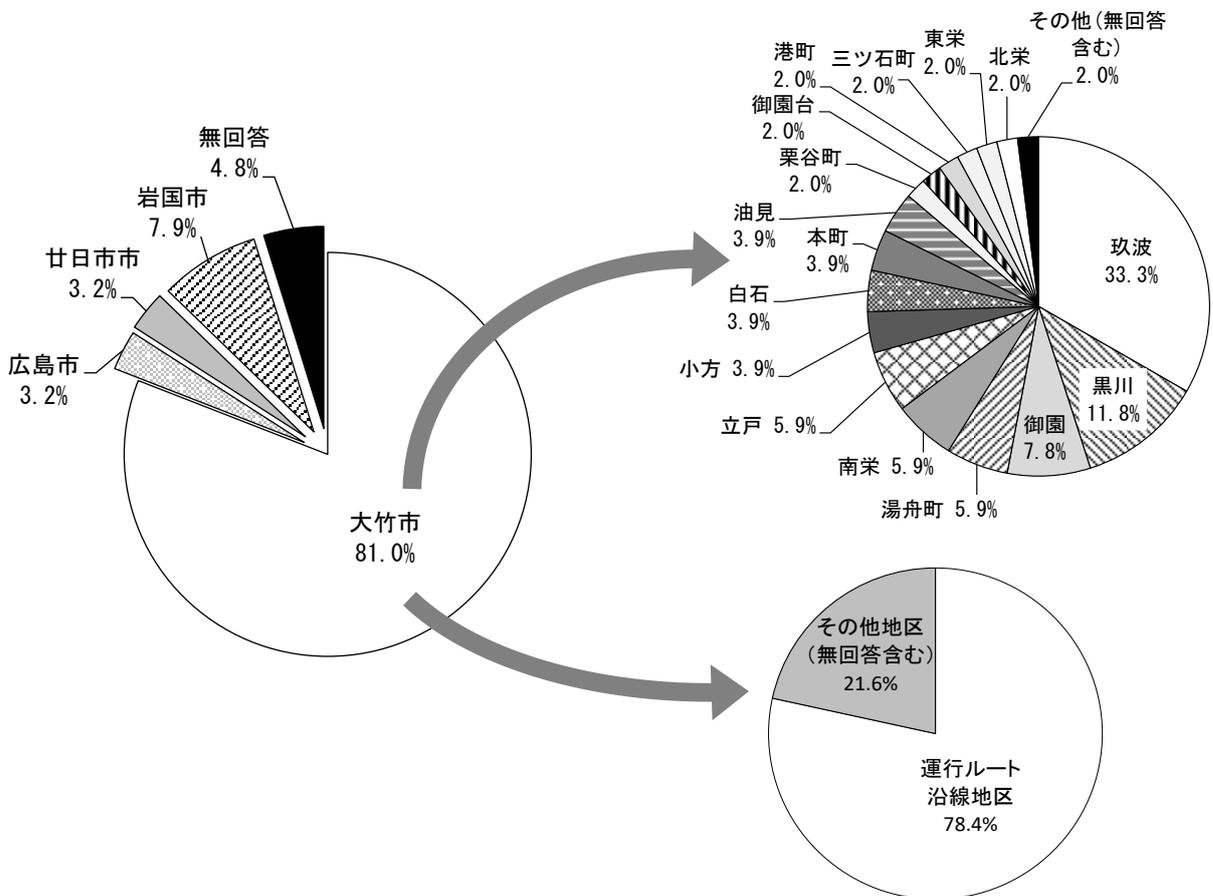 無回答
4.8%
岩国市
7.9%
廿日市市
3.2%
広島市
3.2%
大竹市
81.0%
その他(無回答
含む)
2.0%
北栄
2.0%
東栄
2.0%
三ツ石町
2.0%
港町
2.0%
御園台
2.0%
栗谷町
2.0%
油見
3.9%
本町
3.9%
白石
3.9%
小方 3.9%
立戸 5.9%
南栄 5.9%
湯舟町 5.9%
御園
7.8%
黒川
11.8%
玖波
33.3%
その他地区
(無回答含む)
21.6%
運行ルート
沿線地区
78.4%